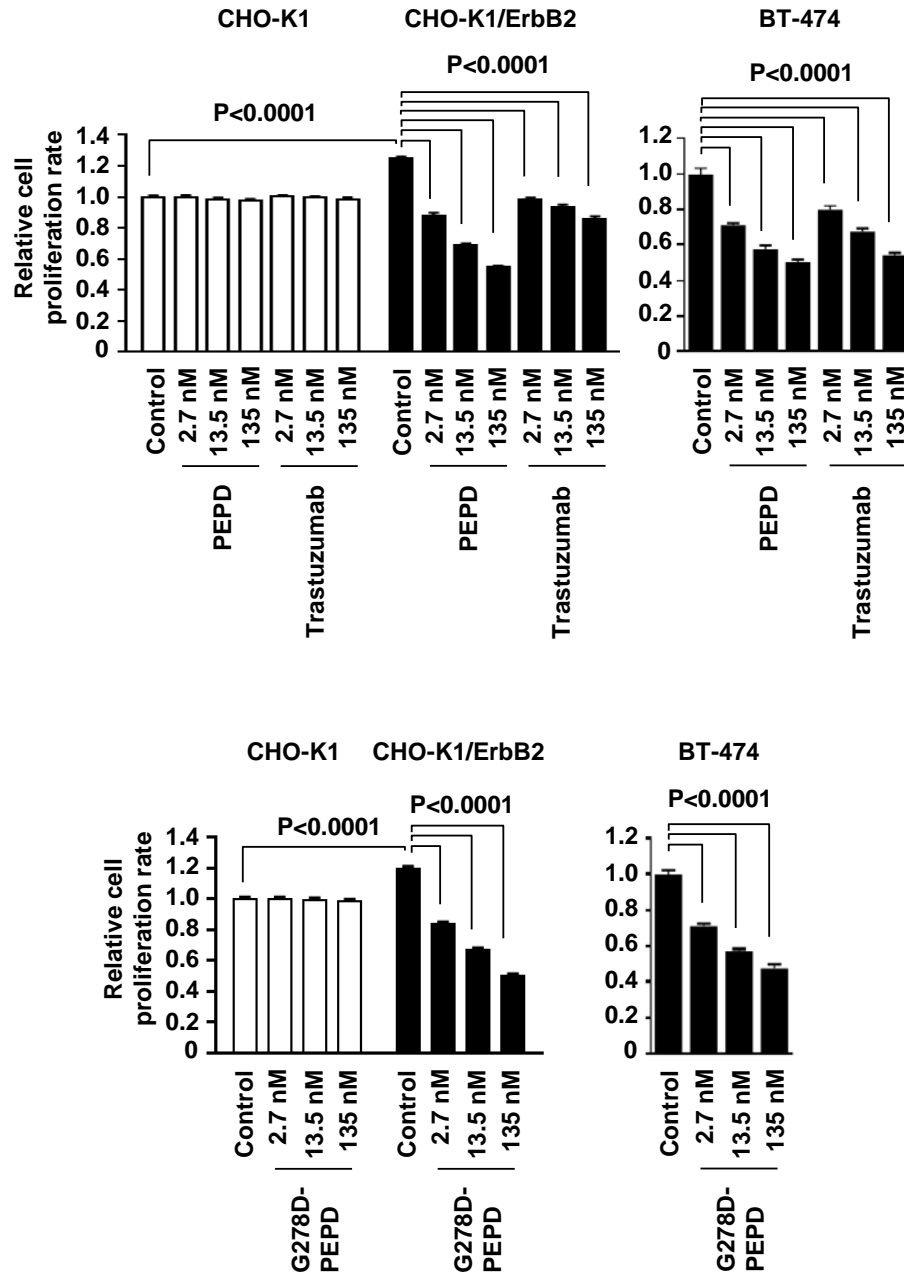 CHO-K1 CHO-K1/ErbB2 BT-474
P<0.0001 P<0.0001
P<0.0001
Relative cell
proliferation rate
1.4
1.2
1.0
0.8
0.6
0.4
0.2
0
1.2
1.0
0.8
0.6
0.4
0.2
0
Control 2.7 nM 13.5 nM 135 nM 2.7 nM 13.5 nM 135 nM Control 2.7 nM 13.5 nM 135 nM 2.7 nM 13.5 nM 135 nM Control 2.7 nM 13.5 nM 135 nM 2.7 nM 13.5 nM 135 nM
PEPD Trastuzumab PEPD Trastuzumab PEPD Trastuzumab
CHO-K1 CHO-K1/ErbB2 BT-474
P<0.0001 P<0.0001
P<0.0001
Relative cell
proliferation rate
1.4
1.2
1.0
0.8
0.6
0.4
0.2
0
1.2
1.0
0.8
0.6
0.4
0.2
0
Control 2.7 nM 13.5 nM 135 nM Control 2.7 nM 13.5 nM 135 nM Control 2.7 nM 13.5 nM 135 nM
G278D-
PEPD
G278D-
PEPD
G278D-
PEPD